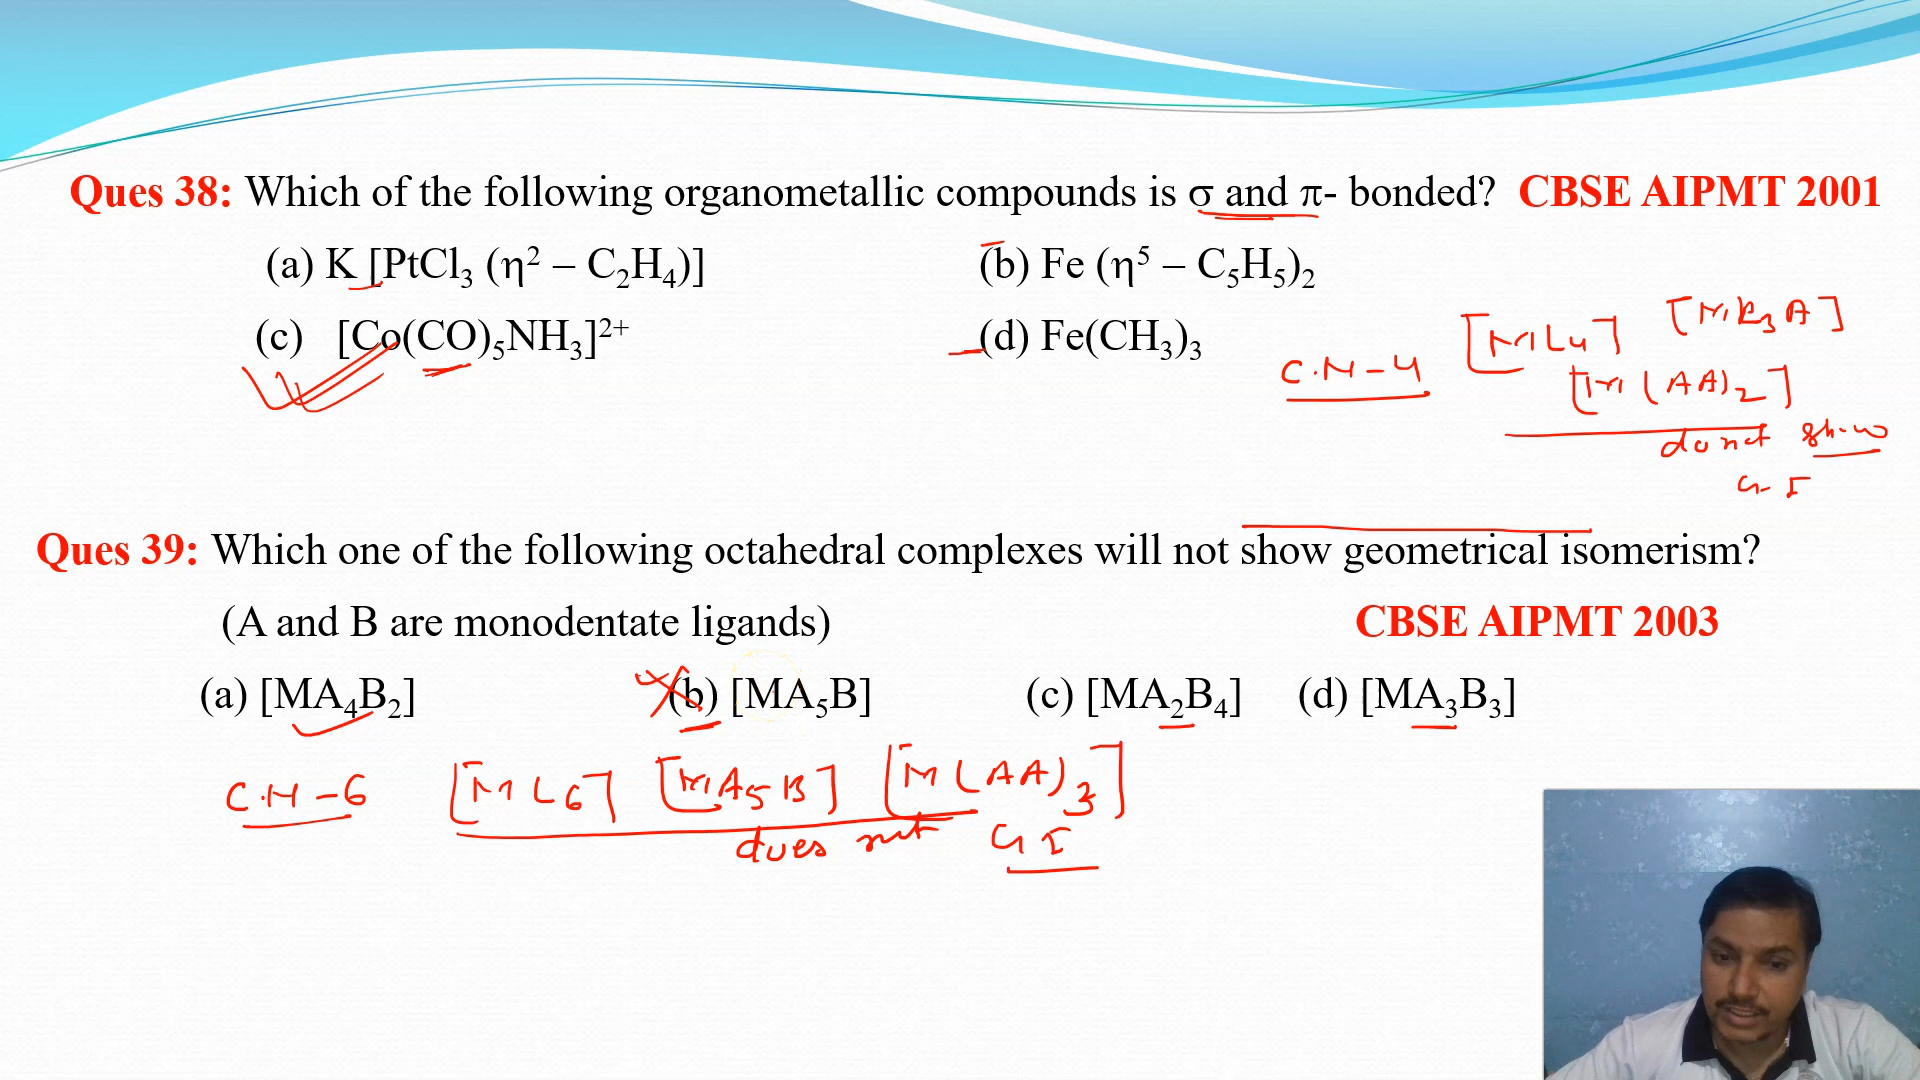 Ques 38: Which of the following organometallic compounds is σ and π- bonded? CBSE AIPMT 2001
(a) K [PtCl₃ (η² – C₂H₄)] (b) Fe (η⁵ – C₅H₅)₂
(c) [Co(CO)₅NH₃]²⁺ (d) Fe(CH₃)₃
C.N-4 [ML₄] [MB₃A]
[M(AA)₂]
do not show
G-I
Ques 39: Which one of the following octahedral complexes will not show geometrical isomerism?
(A and B are monodentate ligands) CBSE AIPMT 2003
(a) [MA₄B₂] (b) [MA₅B] (c) [MA₂B₄] (d) [MA₃B₃]
C.N-6 [ML₆] [MA₅B] [M(AA)₃]
does not GI